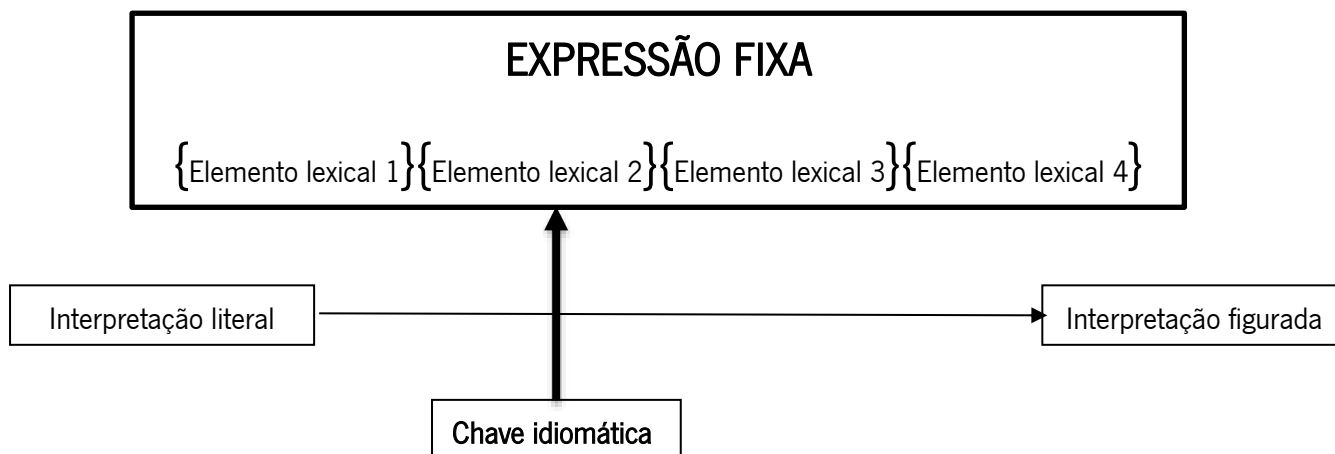 EXPRESSÃO FIXA
{Elemento lexical 1}{Elemento lexical 2}{Elemento lexical 3}{Elemento lexical 4}
Interpretação literal
Interpretação figurada
Chave idiomática